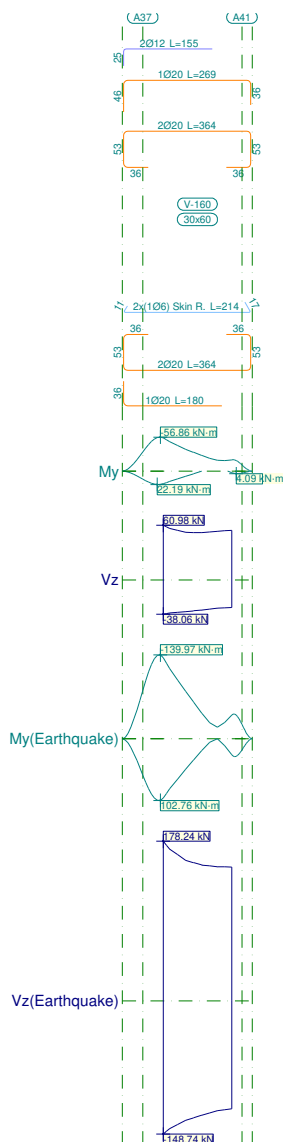 A37 A41
2Ø12 L=155
25
1Ø20 L=269
46 36
2Ø20 L=364
53 53
36 36
V-160
30x60
11 2x(1Ø6) Skin R. L=214 17
36 36
53 53
2Ø20 L=364
36
1Ø20 L=180
-56.86 kN·m
My 4.09 kN·m
22.19 kN·m
60.98 kN
Vz
-38.06 kN
-139.97 kN·m
My(Earthquake)
102.76 kN·m
178.24 kN
Vz(Earthquake)
-148.74 kN